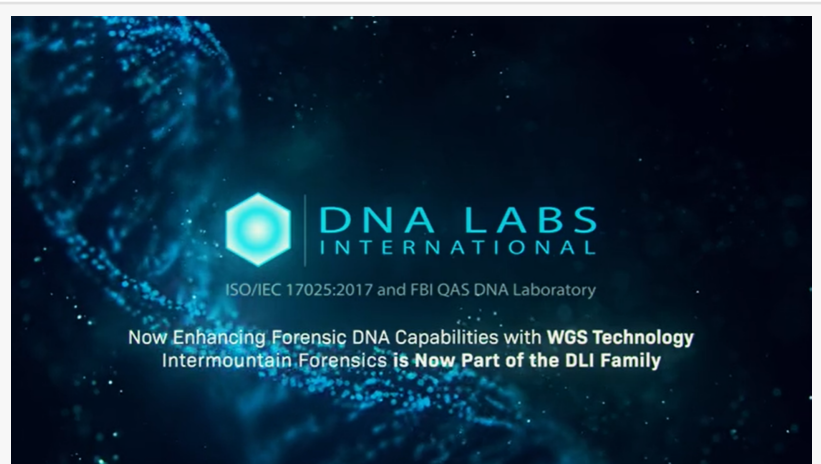 DNA LABS
INTERNATIONAL
ISO/IEC 17025:2017 and FBI QAS DNA Laboratory
Now Enhancing Forensic DNA Capabilities with WGS Technology
Intermountain Forensics is Now Part of the DLI Family